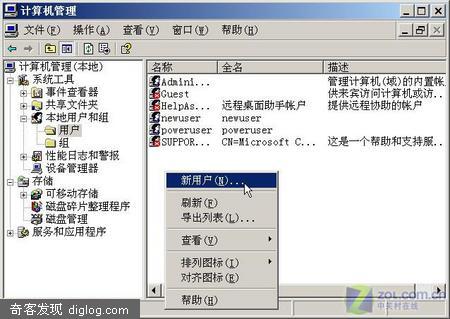 计算机管理
文件(F) 操作(A) 查看(V) 窗口(W) 帮助(H)
计算机管理(本地)
系统工具
事件查看器
共享文件夹
本地用户和组
用户
组
性能日志和警报
设备管理器
存储
可移动存储
磁盘碎片整理程序
磁盘管理
服务和应用程序
名称 全名 描述
Admini... 管理计算机(域)的内置帐
Guest 供来宾访问计算机或访...
HelpAs... 远程桌面助手帐户 提供远程协助的帐户
newuser newuser
poweruser poweruser
SUPPOR... CN=Microsoft C... 这是一个帮助和支持服...
新用户(N)...
刷新(F)
导出列表(L)...
查看(V)
排列图标(I)
对齐图标(E)
帮助(H)
ZOL.COM.CN
中关村在线
奇客发现 diglog.com